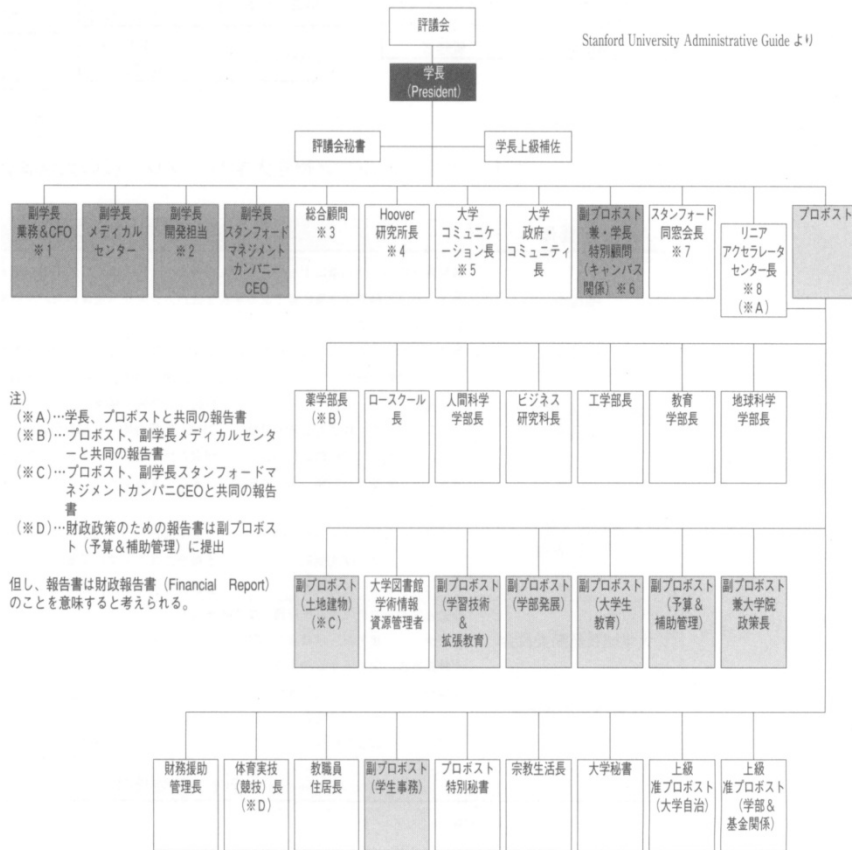 評議会
Stanford University Administrative Guide より
学長
(President)
評議会秘書
学長上級補佐
副学長
業務&CFO
※1
副学長
メディカル
センター
副学長
開発担当
※2
副学長
スタンフォード
マネジメント
カンパニー
CEO
総合顧問
※3
Hoover
研究所長
※4
大学
コミュニケ
ーション長
※5
大学
政府・
コミュニティ
長
副プロボスト
兼・学長
特別顧問
(キャンパス
関係)※6
スタンフォード
同窓会長
※7
リニア
アクセラレータ
センター長
※8
(※A)
プロボスト
薬学部長
(※B)
ロースクール
長
人間科学
学部長
ビジネス
研究科長
工学部長
教育
学部長
地球科学
学部長
注)
(※A)…学長、プロボストと共同の報告書
(※B)…プロボスト、副学長メディカルセンタ
ーと共同の報告書
(※C)…プロボスト、副学長スタンフォードマ
ネジメントカンパニCEOと共同の報告
書
(※D)…財政政策のための報告書は副プロボス
ト(予算&補助管理)に提出
但し、報告書は財政報告書(Financial Report)
のことを意味すると考えられる。
副プロボスト
(土地建物)
(※C)
大学図書館
学術情報
資源管理者
副プロボスト
(学習技術
&
拡張教育)
副プロボスト
(学部発展)
副プロボスト
(大学生
教育)
副プロボスト
(予算&
補助管理)
副プロボスト
兼大学院
政策長
財務援助
管理長
体育実技
(競技)長
(※D)
教職員
住居長
副プロボスト
(学生事務)
プロボスト
特別秘書
宗教生活長
大学秘書
上級
准プロボスト
(大学自治)
上級
准プロボスト
(学部&
基金関係)